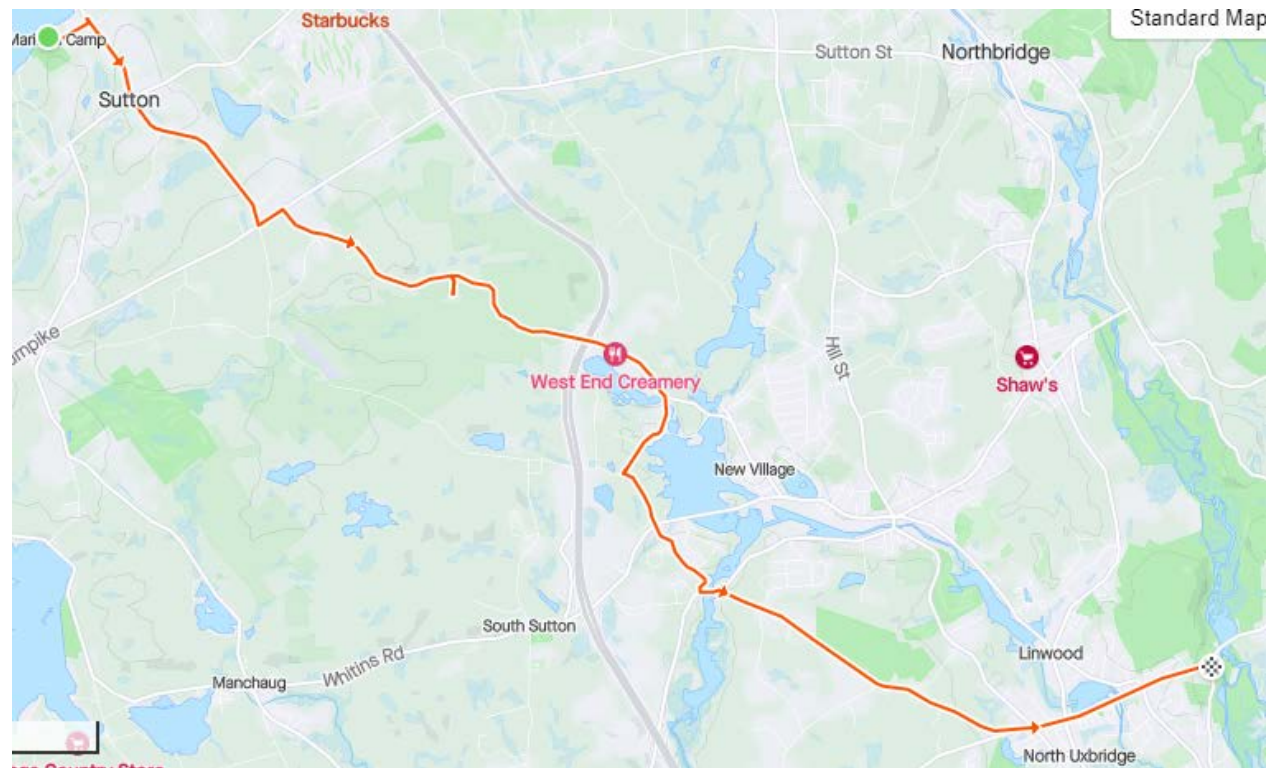 Standard Map
Starbucks
Camp
Sutton St
Northbridge
Sutton
Hill St
West End Creamery
Shaw's
New Village
South Sutton
Whitins Rd
Manchaug
Linwood
North Uxbridge